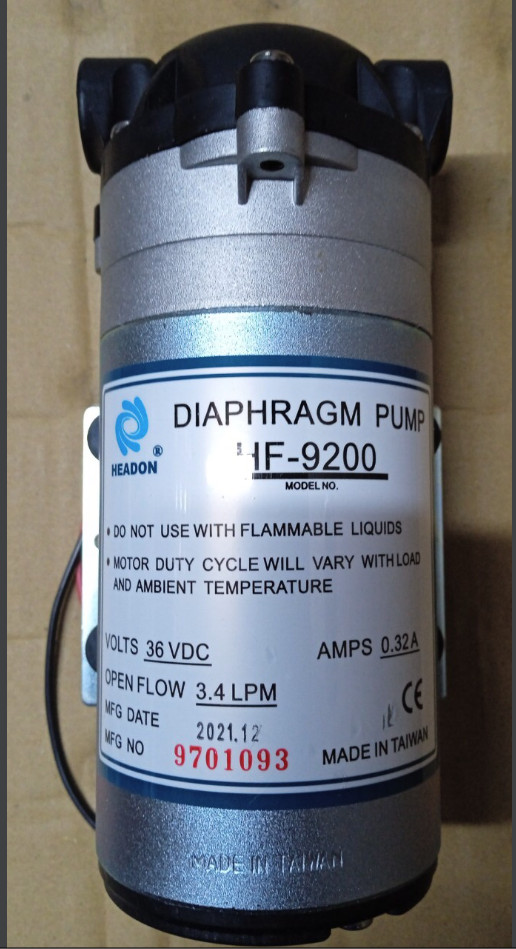 DIAPHRAGM PUMP
HEADON ®
HF-9200
MODEL NO.
• DO NOT USE WITH FLAMMABLE LIQUIDS
• MOTOR DUTY CYCLE WILL VARY WITH LOAD
AND AMBIENT TEMPERATURE
VOLTS 36 VDC
AMPS 0.32A
OPEN FLOW 3.4 LPM
CE
MFG DATE 2021.12
MFG NO 9701093
MADE IN TAIWAN
MADE IN TAIWAN